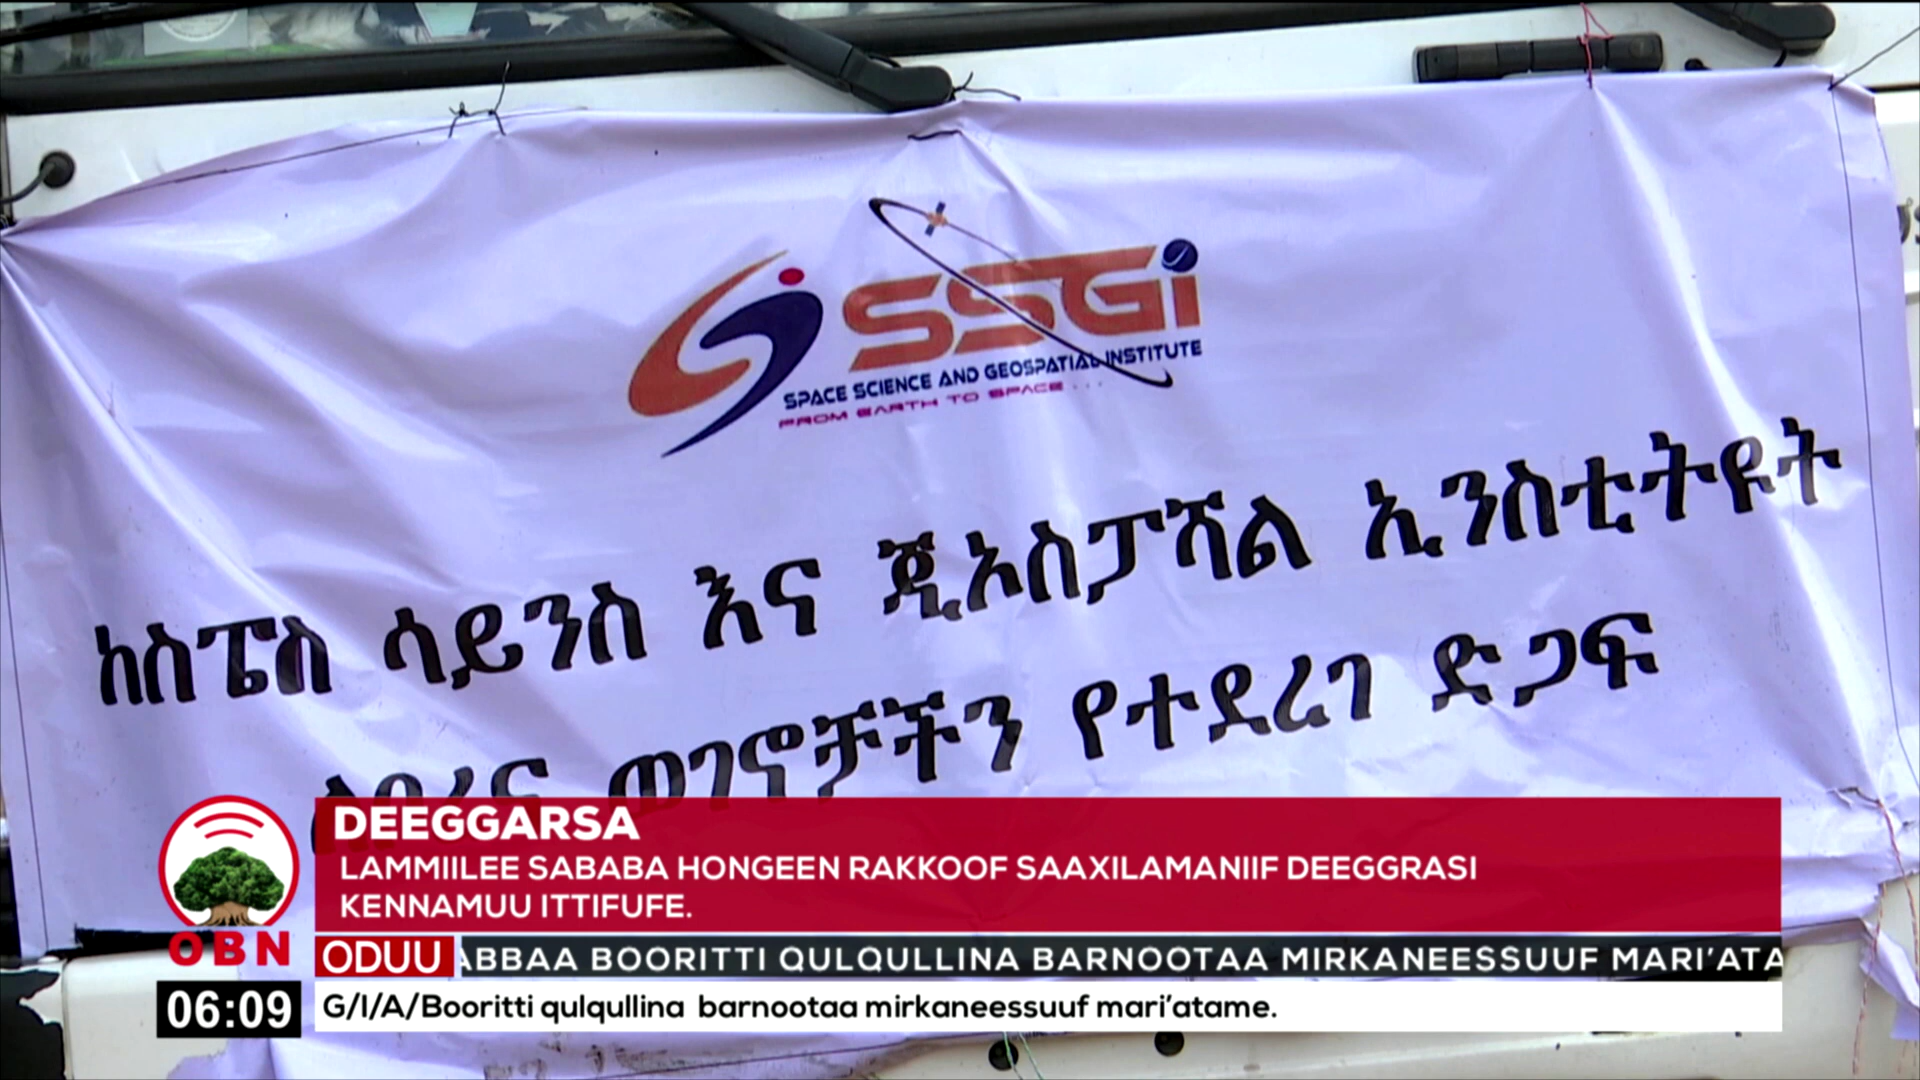 SSGi
SPACE SCIENCE AND GEOSPATIAL INSTITUTE
FROM EARTH TO SPACE ...
ከስፔስ ሳይንስ እና ጂኦስፓሻል ኢንስቲትዩት
ወገኖቻችን የተደረገ ድጋፍ
DEEGGARSA
LAMMIILEE SABABA HONGEEN RAKKOOF SAAXILAMANIIF DEEGGRASI
KENNAMUU ITTIFUFE.
OBN
ODUU ABBAA BOORITTI QULQULLINA BARNOOTAA MIRKANEESSUUF MARI'ATA
06:09
G/I/A/Booritti qulqullina barnootaa mirkaneessuuf mari'atame.